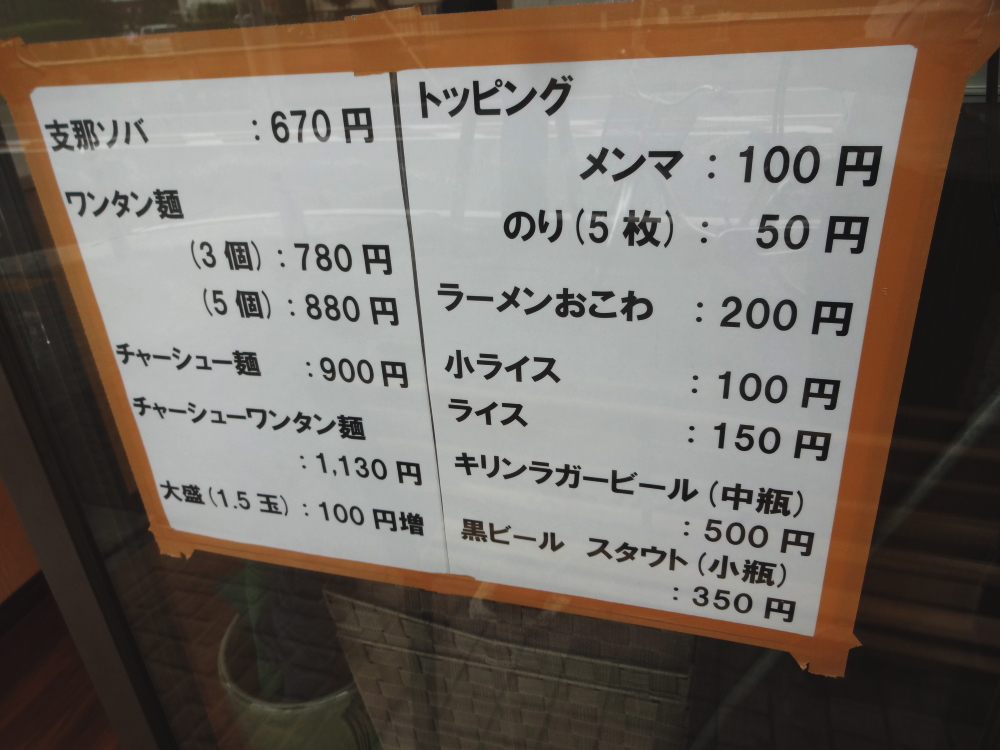 支那ソバ :670円
ワンタン麺
(3個):780円
(5個):880円
チャーシュー麺 :900円
チャーシューワンタン麺
:1,130円
大盛(1.5玉):100円増
トッピング
メンマ:100円
のり(5枚): 50円
ラーメンおこわ :200円
小ライス :100円
ライス :150円
キリンラガービール(中瓶)
:500円
黒ビール スタウト(小瓶)
:350円